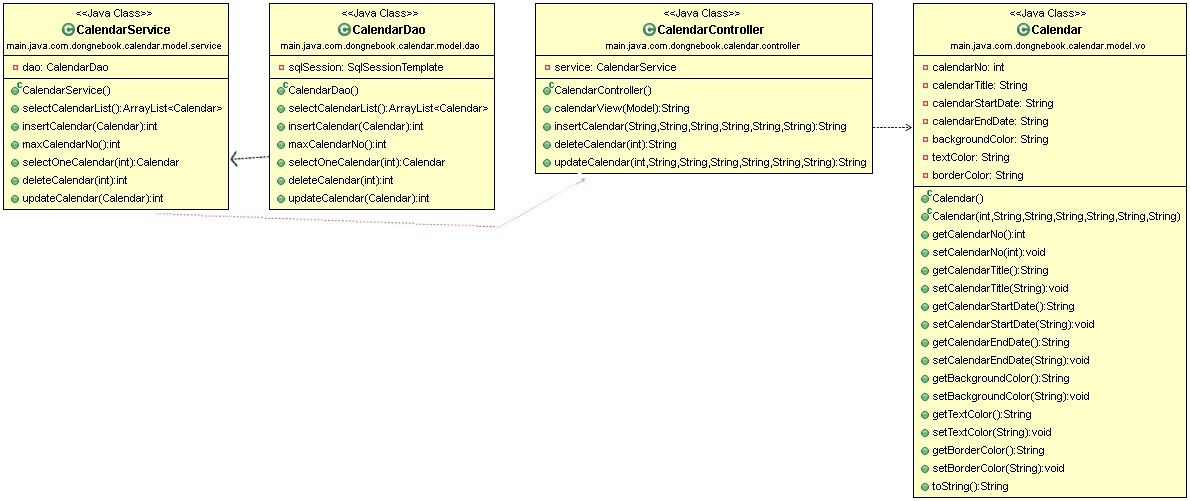 <<Java Class>>
CalendarService
main.java.com.dongnebook.calendar.model.service
dao: CalendarDao
CalendarService()
selectCalendarList():ArrayList<Calendar>
insertCalendar(Calendar):int
maxCalendarNo():int
selectOneCalendar(int):Calendar
deleteCalendar(int):int
updateCalendar(Calendar):int
<<Java Class>>
CalendarDao
main.java.com.dongnebook.calendar.model.dao
sqlSession: SqlSessionTemplate
CalendarDao()
selectCalendarList():ArrayList<Calendar>
insertCalendar(Calendar):int
maxCalendarNo():int
selectOneCalendar(int):Calendar
deleteCalendar(int):int
updateCalendar(Calendar):int
<<Java Class>>
CalendarController
main.java.com.dongnebook.calendar.controller
service: CalendarService
CalendarController()
calendarView(Model):String
insertCalendar(String,String,String,String,String,String):String
deleteCalendar(int):String
updateCalendar(int,String,String,String,String,String,String):String
<<Java Class>>
Calendar
main.java.com.dongnebook.calendar.model.vo
calendarNo: int
calendarTitle: String
calendarStartDate: String
calendarEndDate: String
backgroundColor: String
textColor: String
borderColor: String
Calendar()
Calendar(int,String,String,String,String,String,String)
getCalendarNo():int
setCalendarNo(int):void
getCalendarTitle():String
setCalendarTitle(String):void
getCalendarStartDate():String
setCalendarStartDate(String):void
getCalendarEndDate():String
setCalendarEndDate(String):void
getBackgroundColor():String
setBackgroundColor(String):void
getTextColor():String
setTextColor(String):void
getBorderColor():String
setBorderColor(String):void
toString():String